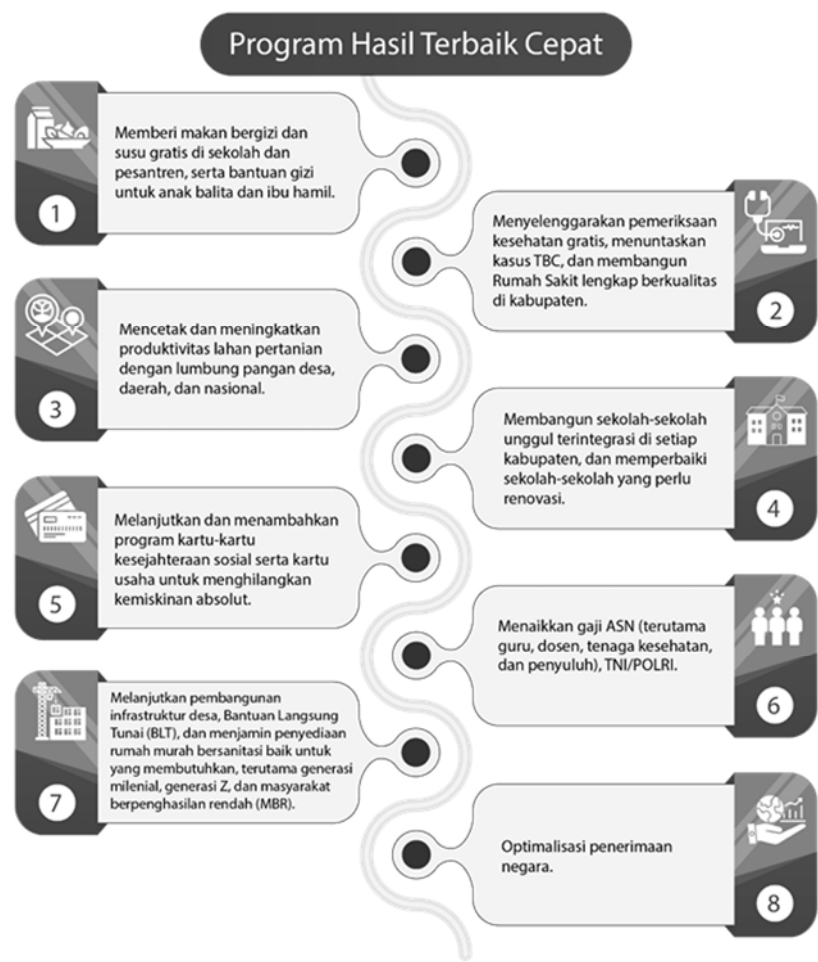 Program Hasil Terbaik Cepat
Memberi makan bergizi dan
susu gratis di sekolah dan
pesantren, serta bantuan gizi
untuk anak balita dan ibu hamil.
1
Menyelenggarakan pemeriksaan
kesehatan gratis, menuntaskan
kasus TBC, dan membangun
Rumah Sakit lengkap berkualitas
di kabupaten.
2
Mencetak dan meningkatkan
produktivitas lahan pertanian
dengan lumbung pangan desa,
daerah, dan nasional.
3
Membangun sekolah-sekolah
unggul terintegrasi di setiap
kabupaten, dan memperbaiki
sekolah-sekolah yang perlu
renovasi.
4
Melanjutkan dan menambahkan
program kartu-kartu
kesejahteraan sosial serta kartu
usaha untuk menghilangkan
kemiskinan absolut.
5
Menaikkan gaji ASN (terutama
guru, dosen, tenaga kesehatan,
dan penyuluh), TNI/POLRI.
6
Melanjutkan pembangunan
infrastruktur desa, Bantuan Langsung
Tunai (BLT), dan menjamin penyediaan
rumah murah bersanitasi baik untuk
yang membutuhkan, terutama generasi
milenial, generasi Z, dan masyarakat
berpenghasilan rendah (MBR).
7
Optimalisasi penerimaan
negara.
8